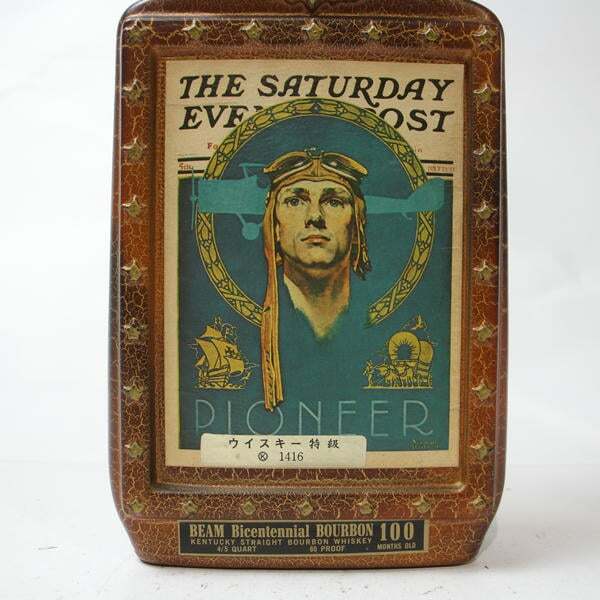 THE SATURDAY
EVE POST
PIONEER
ウイスキー特級
Ⓚ 1416
BEAM Bicentennial BOURBON 100
KENTUCKY STRAIGHT BOURBON WHISKEY
4/5 QUART 80 PROOF MONTHS OLD